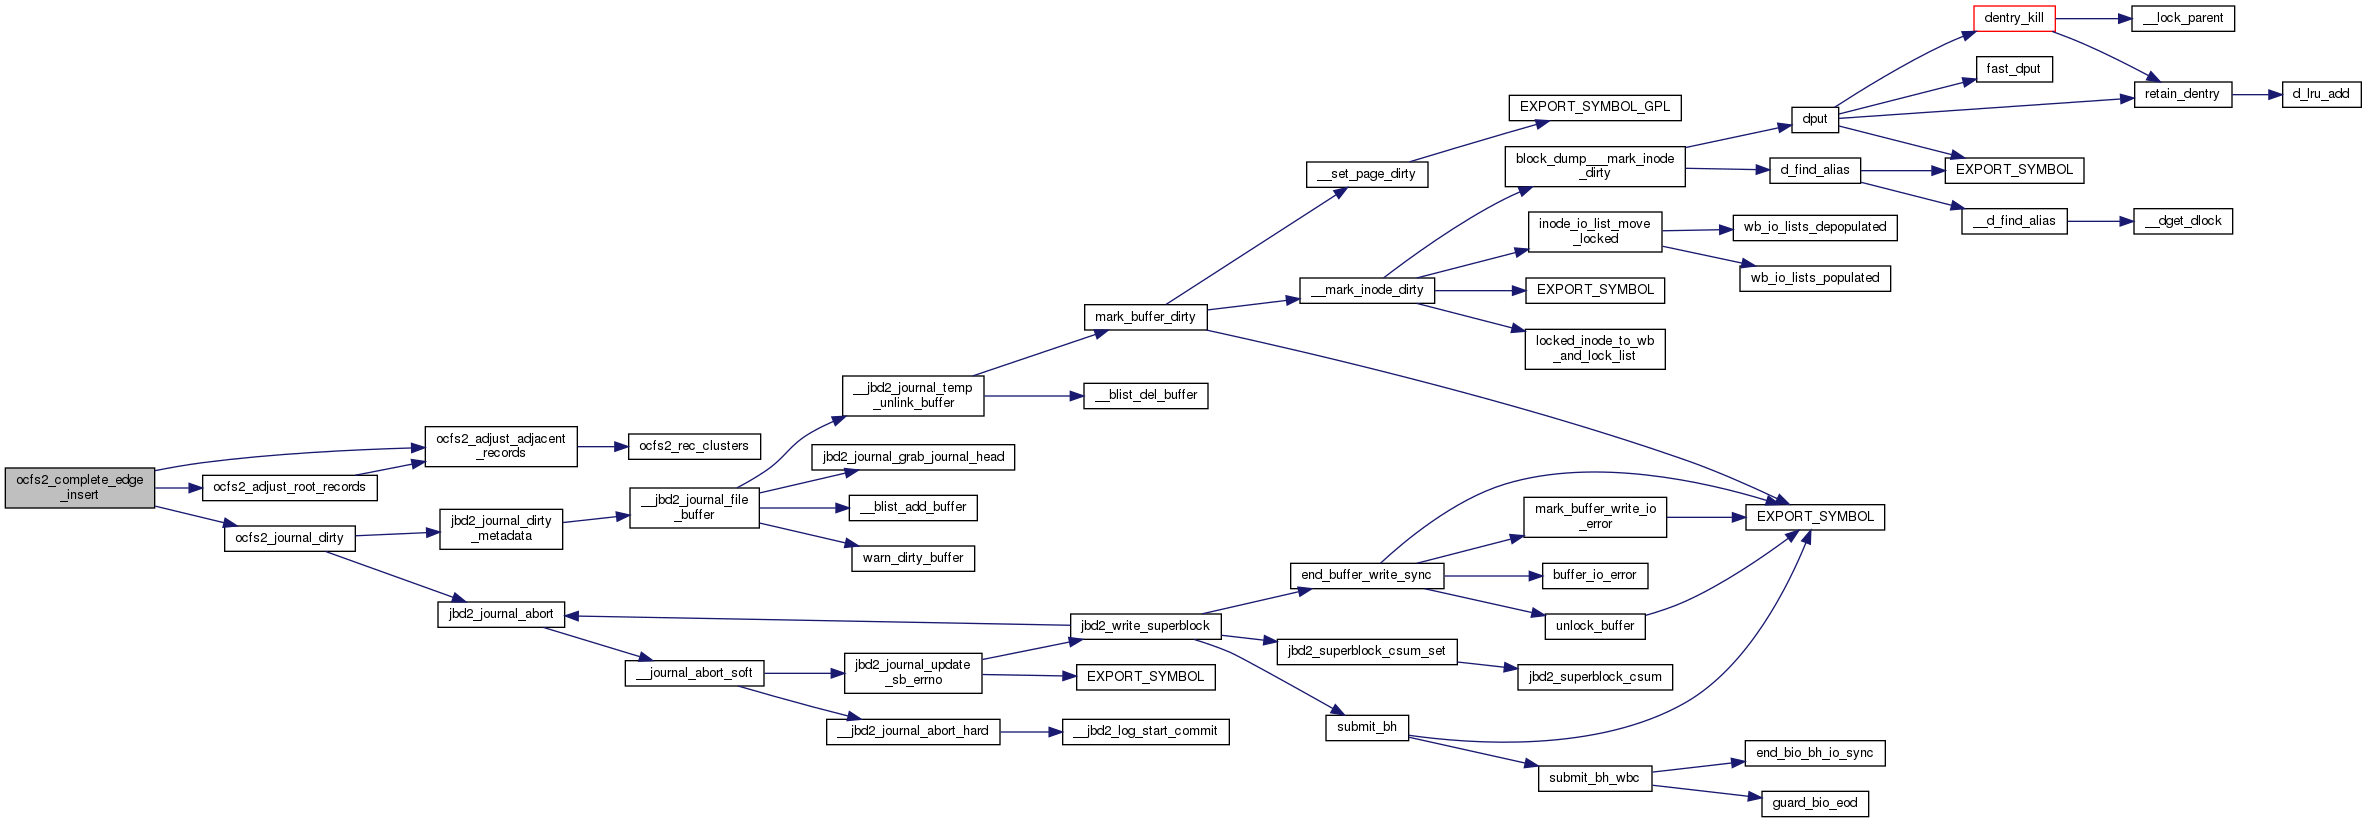 ocfs2_complete_edge
_insert
ocfs2_adjust_adjacent
_records
ocfs2_rec_clusters
ocfs2_adjust_root_records
ocfs2_journal_dirty
jbd2_journal_dirty
_metadata
__jbd2_journal_file
_buffer
__jbd2_journal_temp
_unlink_buffer
mark_buffer_dirty
__set_page_dirty
EXPORT_SYMBOL_GPL
__mark_inode_dirty
block_dump___mark_inode
_dirty
dput
dentry_kill
__lock_parent
fast_dput
retain_dentry
d_lru_add
EXPORT_SYMBOL
d_find_alias
__d_find_alias
__dget_dlock
inode_io_list_move
_locked
wb_io_lists_depopulated
wb_io_lists_populated
EXPORT_SYMBOL
locked_inode_to_wb
_and_lock_list
__blist_del_buffer
jbd2_journal_grab_journal_head
__blist_add_buffer
warn_dirty_buffer
jbd2_journal_abort
__journal_abort_soft
jbd2_journal_update
_sb_errno
jbd2_write_superblock
EXPORT_SYMBOL
__jbd2_journal_abort_hard
__jbd2_log_start_commit
end_buffer_write_sync
mark_buffer_write_io
_error
EXPORT_SYMBOL
buffer_io_error
unlock_buffer
jbd2_superblock_csum_set
jbd2_superblock_csum
submit_bh
submit_bh_wbc
end_bio_bh_io_sync
guard_bio_eod